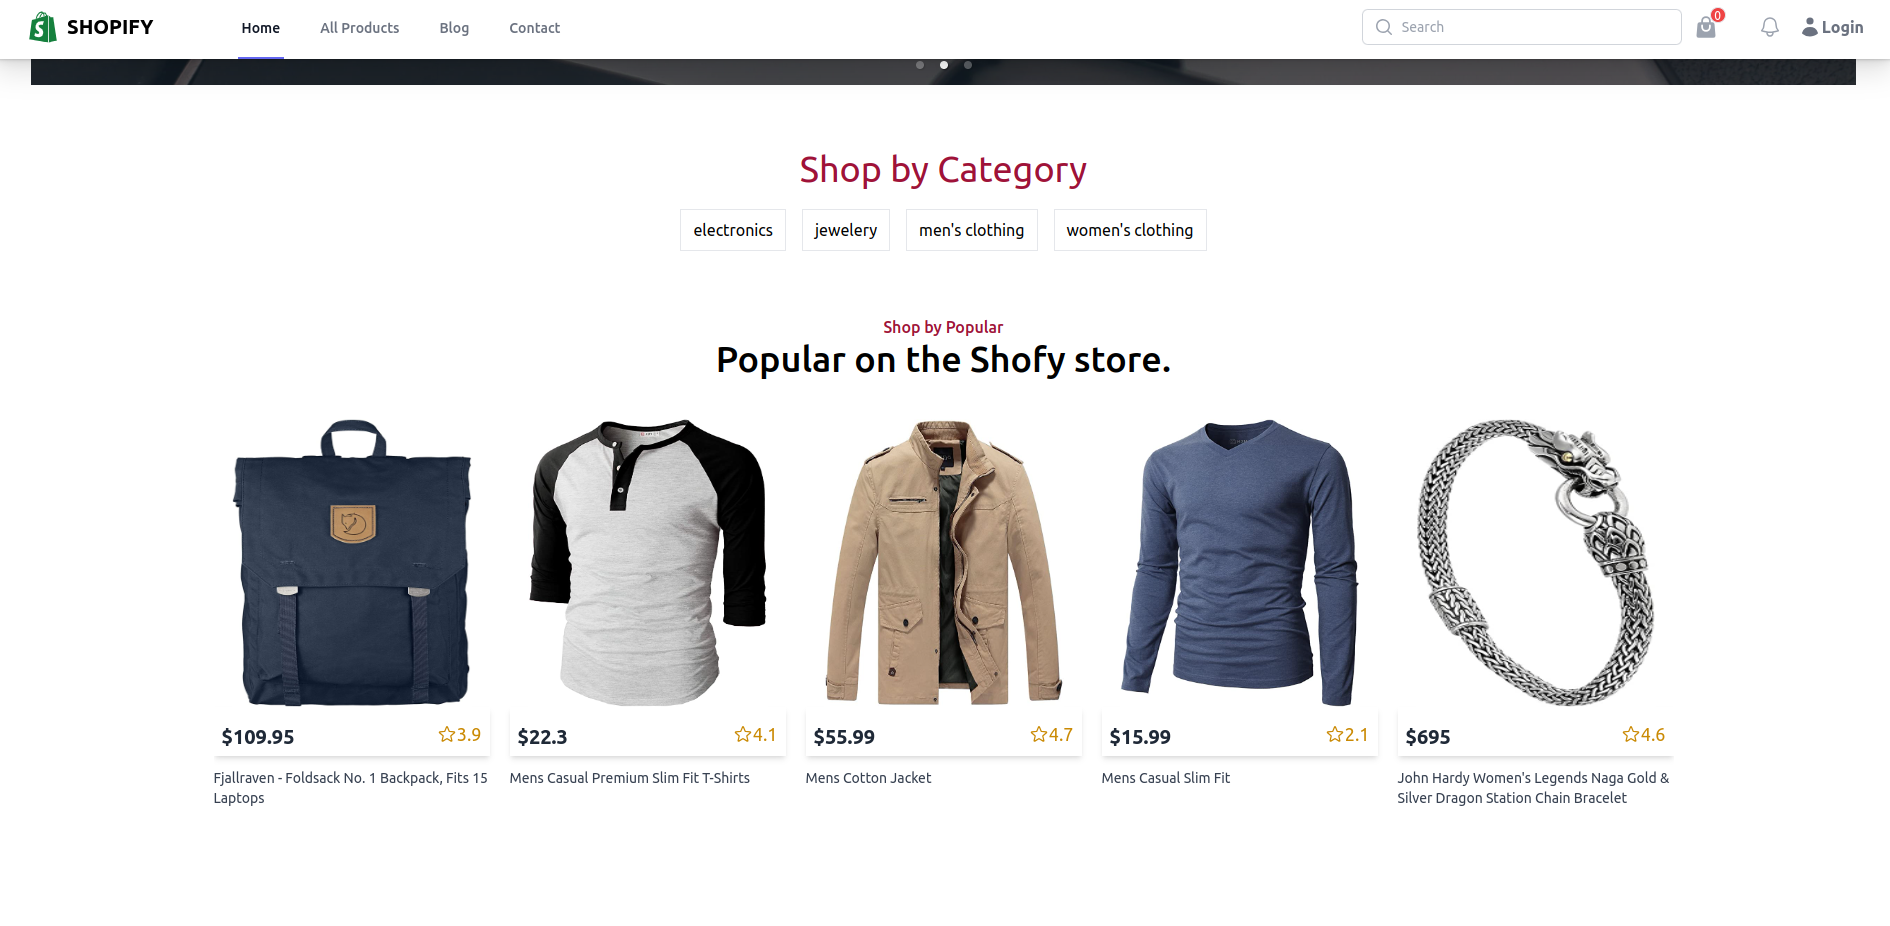 SHOPIFY
Home
All Products
Blog
Contact
Search
0
Login
Shop by Category
electronics
jewelery
men's clothing
women's clothing
Shop by Popular
Popular on the Shofy store.
$109.95
3.9
Fjallraven - Foldsack No. 1 Backpack, Fits 15
Laptops
$22.3
4.1
Mens Casual Premium Slim Fit T-Shirts
$55.99
4.7
Mens Cotton Jacket
$15.99
2.1
Mens Casual Slim Fit
$695
4.6
John Hardy Women's Legends Naga Gold &
Silver Dragon Station Chain Bracelet